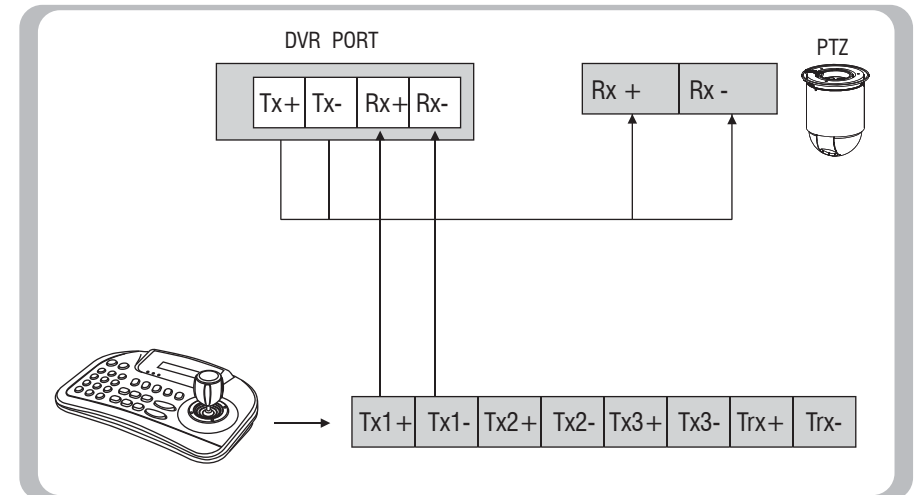 DVR PORT
PTZ
Tx+ Tx- Rx+ Rx-
Rx + Rx -
Tx1+ Tx1- Tx2+ Tx2- Tx3+ Tx3- Trx+ Trx-